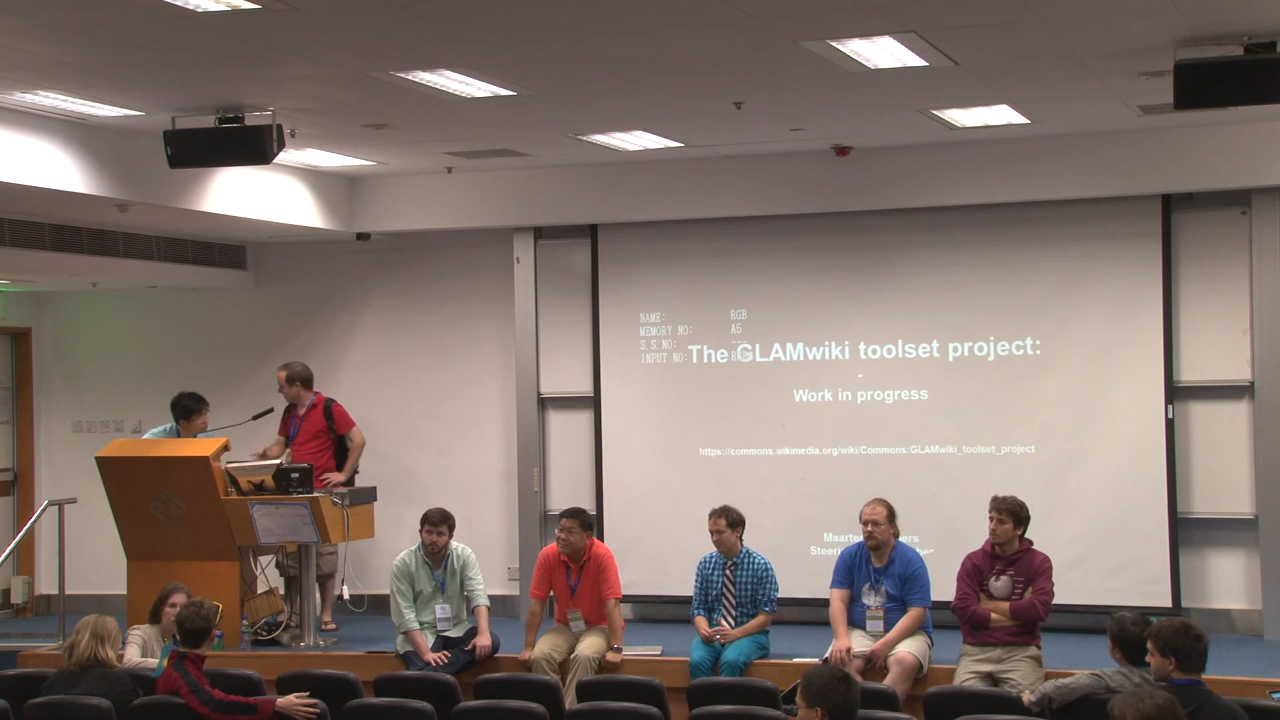 NAME: RGB
MEMORY NO: A5
S.S.NO: ---
INPUT NO:
The GLAMwiki toolset project:
-
Work in progress
https://commons.wikimedia.org/wiki/Commons:GLAMwiki_toolset_project